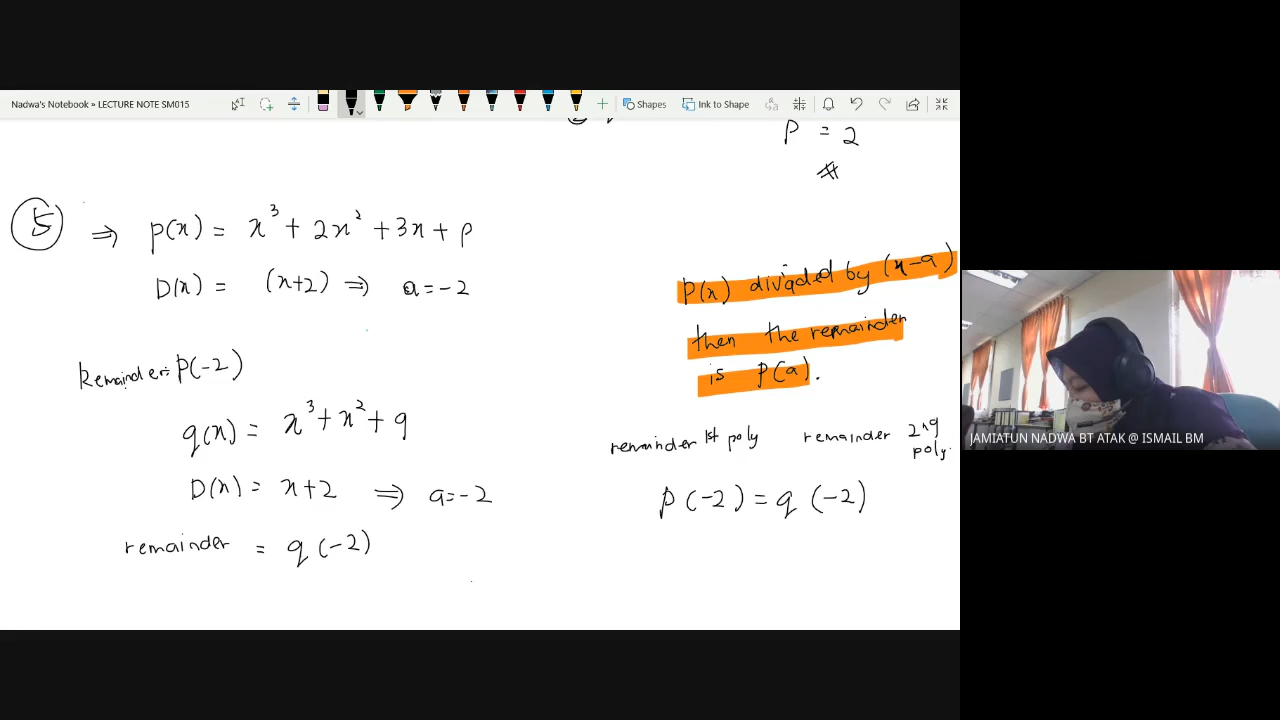 Nadwa's Notebook » LECTURE NOTE SM015
Shapes
Ink to Shape
P = 2
5 ⇒ p(x) = x³ + 2x² + 3x + p
D(x) = (x+2) ⇒ a = -2
Remainder = P(-2)
q(x) = x³ + x² + 9
D(x) = x+2 ⇒ a = -2
remainder = q(-2)
P(x) divided by (x-a)
then the remainder
is P(a).
remainder 1st poly remainder 2nd poly.
p(-2) = q(-2)
JAMIATUN NADWA BT ATAK @ ISMAIL BM